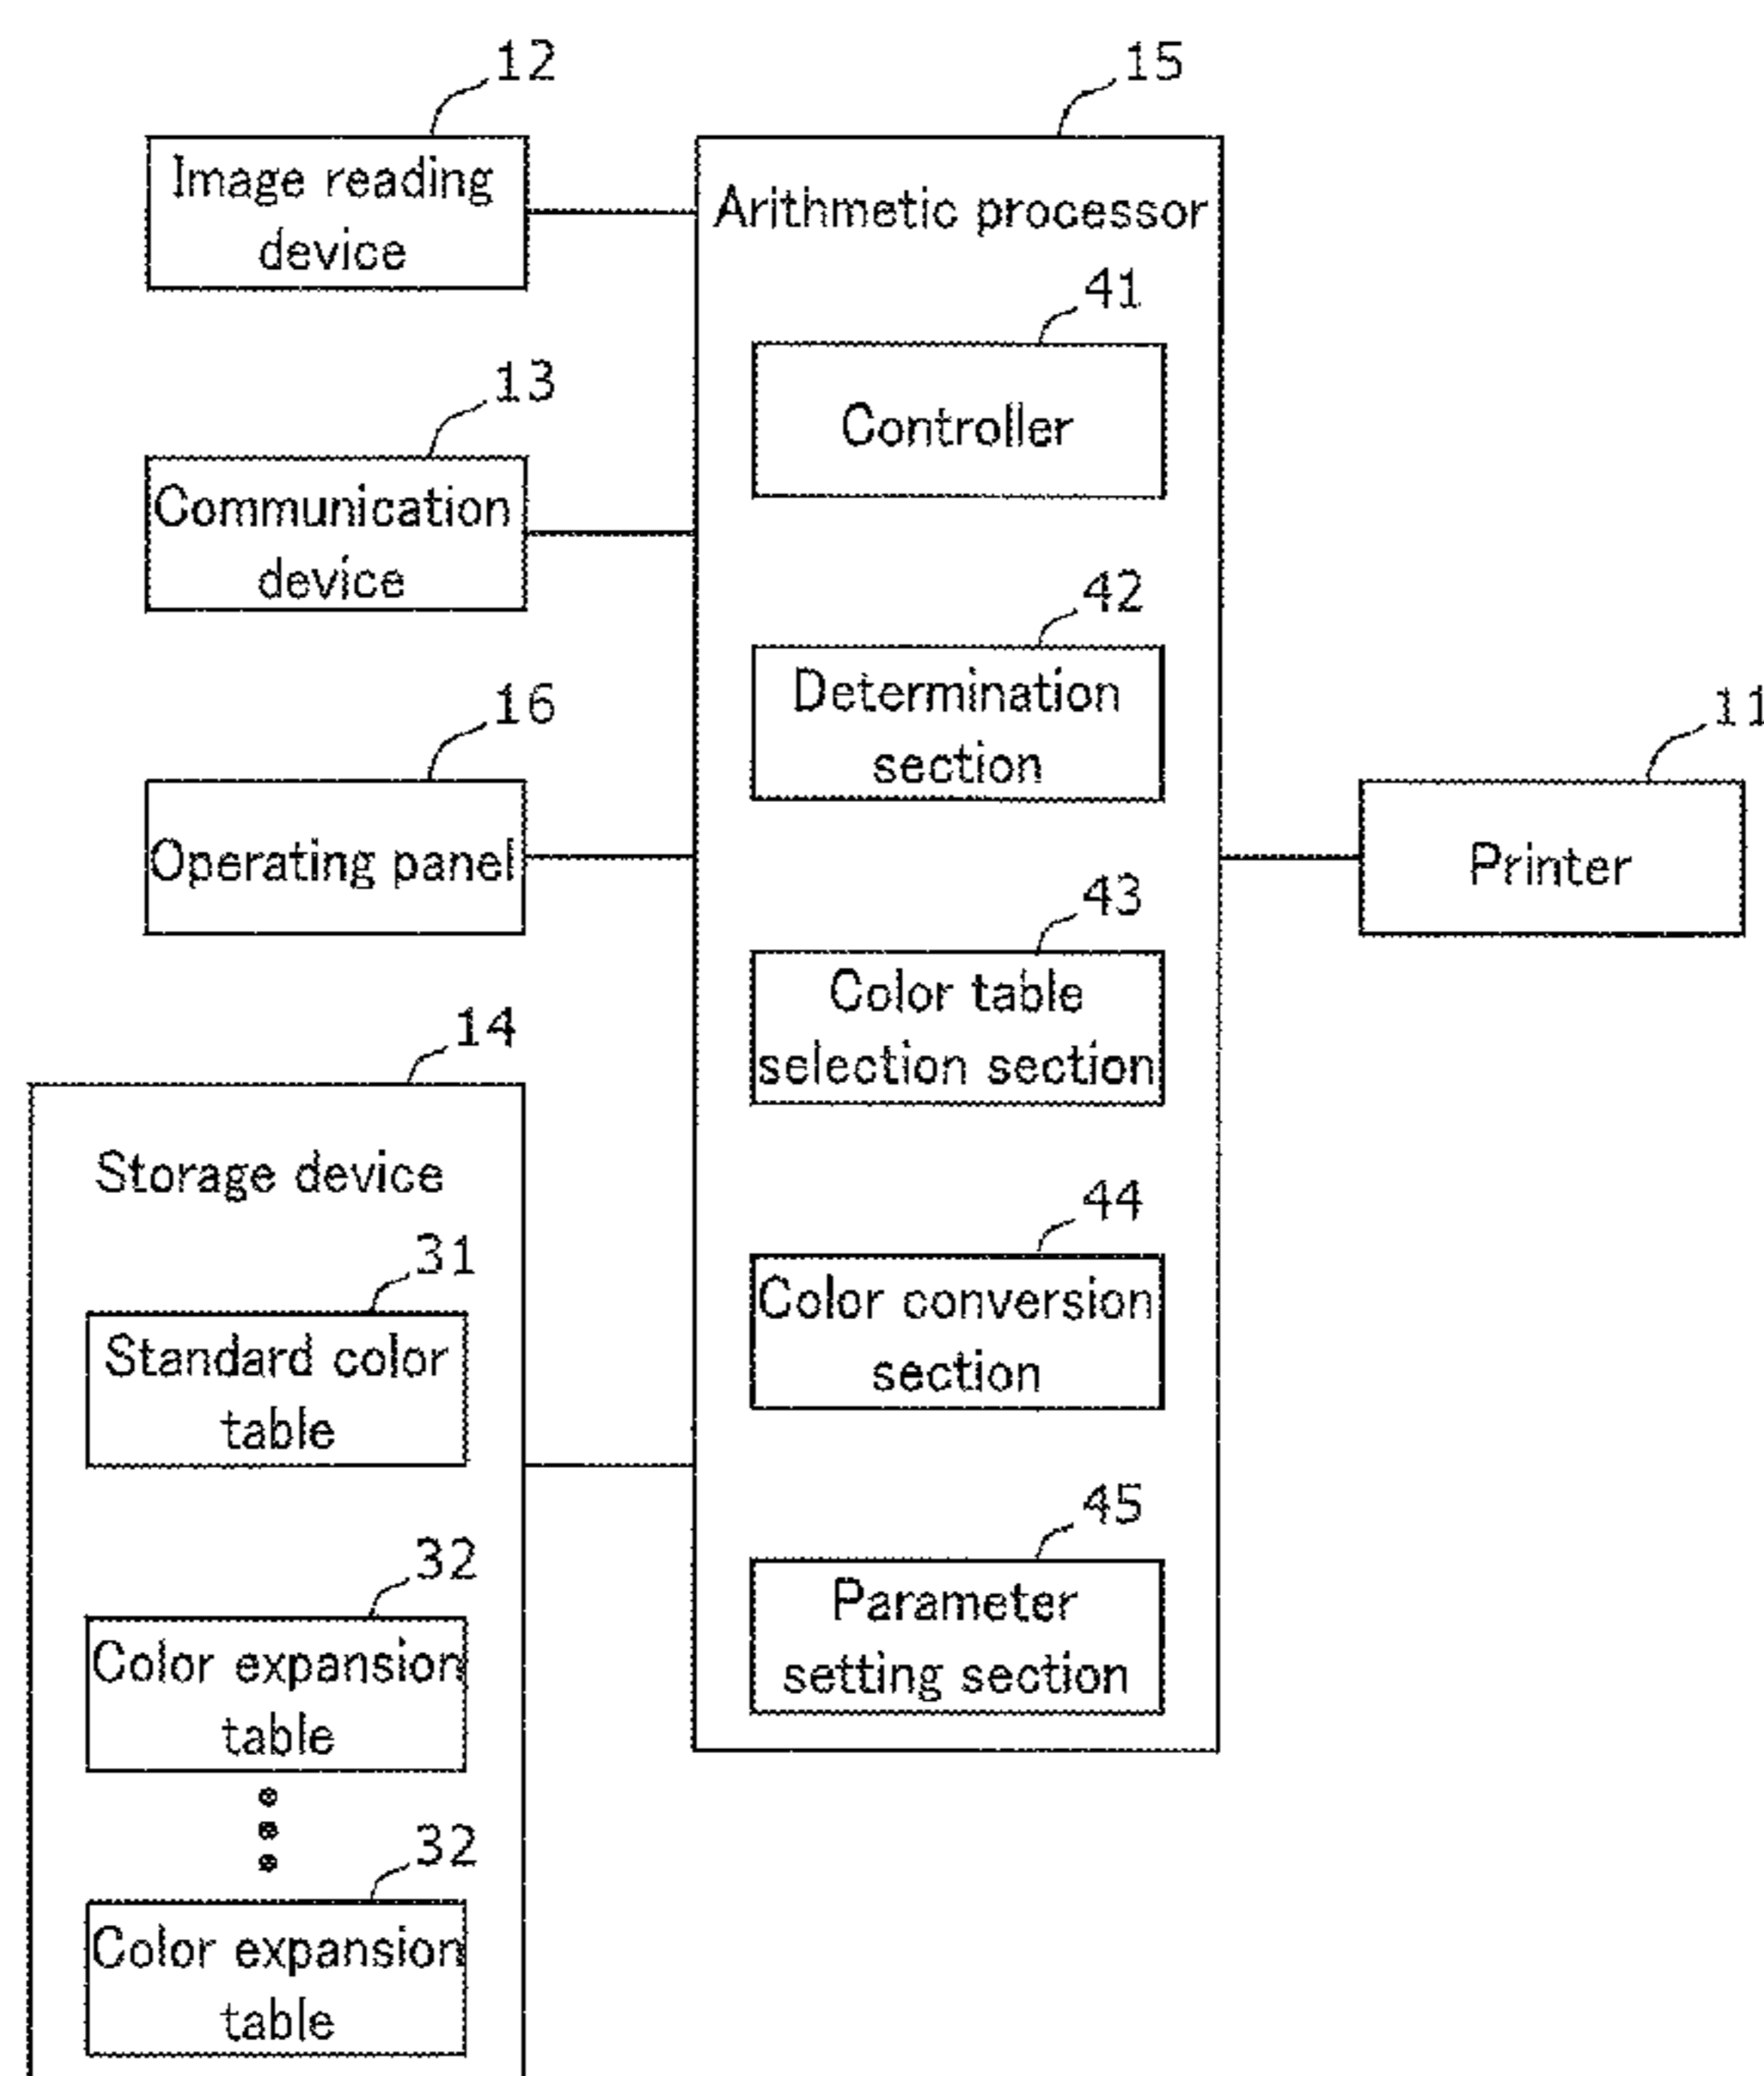 12
Image reading
device
13
Communication
device
16
Operating panel
14
Storage device
31
Standard color
table
32
Color expansion
table
32
Color expansion
table
15
Arithmetic processor
41
Controller
42
Determination
section
43
Color table
selection section
44
Color conversion
section
45
Parameter
setting section
11
Printer